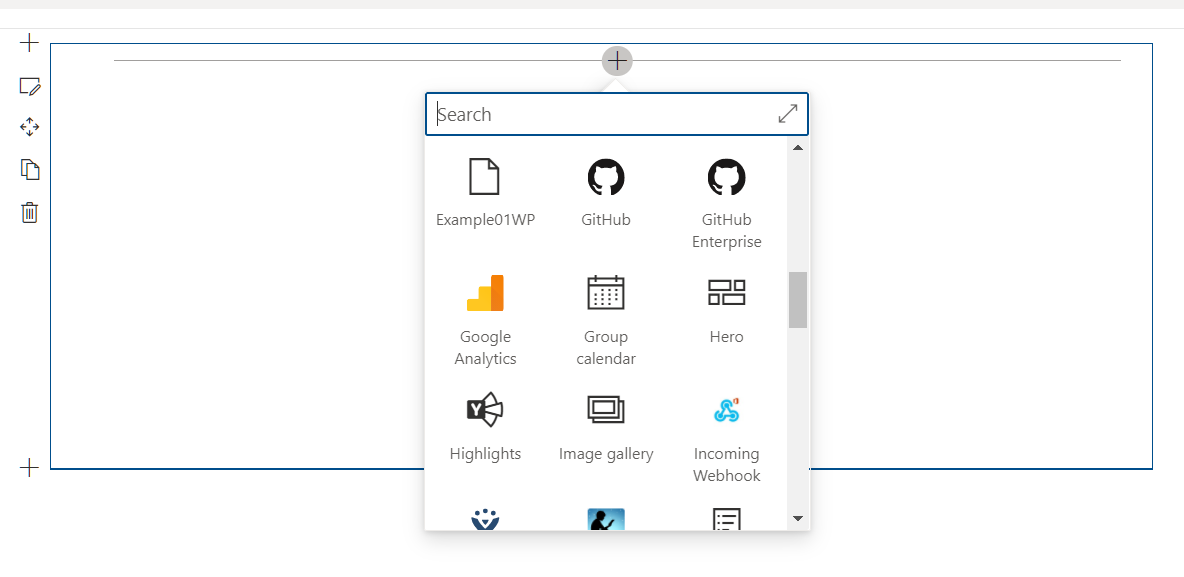 Search
Example01WP
GitHub
GitHub
Enterprise
Google
Analytics
Group
calendar
Hero
Highlights
Image gallery
Incoming
Webhook